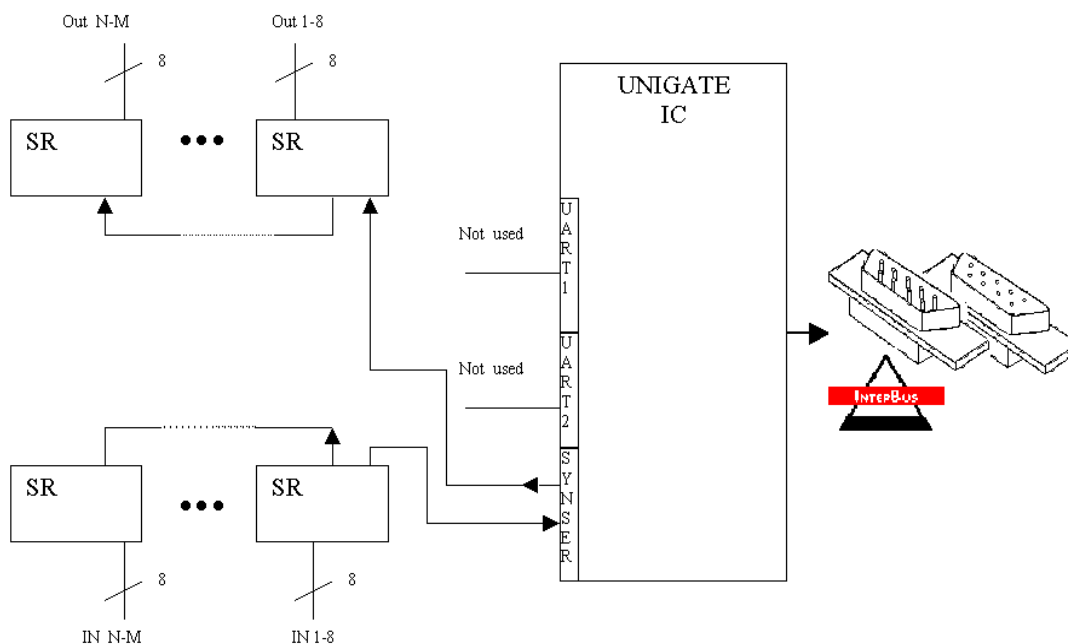 Out N-M
Out 1-8
8
8
UNIGATE
IC
SR
SR
UART1
Not used
UART2
Not used
INTERBUS
SYNSER
SR
SR
8
8
IN N-M
IN 1-8